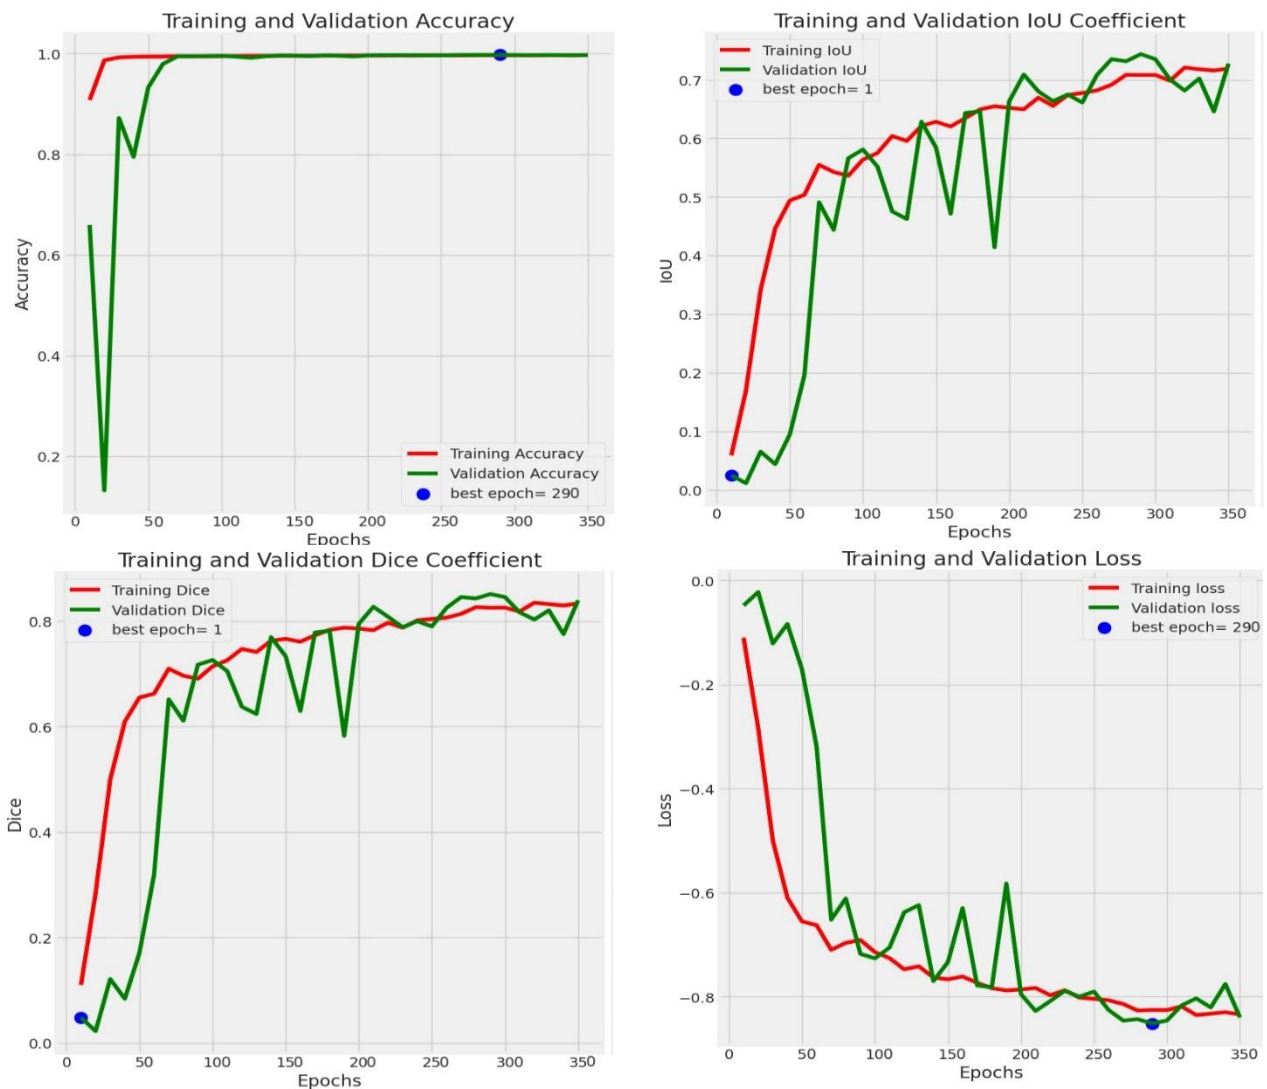 Training and Validation Accuracy
1.0
0.8
0.6
0.4
0.2
Accuracy
Training Accuracy
Validation Accuracy
best epoch= 290
0
50
100
150
200
250
300
350
Epochs
Training and Validation IoU Coefficient
Training IoU
Validation IoU
best epoch= 1
0.7
0.6
0.5
0.4
0.3
0.2
0.1
0.0
IoU
0
50
100
150
200
250
300
350
Epochs
Training and Validation Dice Coefficient
Training Dice
Validation Dice
best epoch= 1
0.8
0.6
0.4
0.2
0.0
Dice
0
50
100
150
200
250
300
350
Epochs
Training and Validation Loss
Training loss
Validation loss
best epoch= 290
0.0
−0.2
−0.4
−0.6
−0.8
Loss
0
50
100
150
200
250
300
350
Epochs